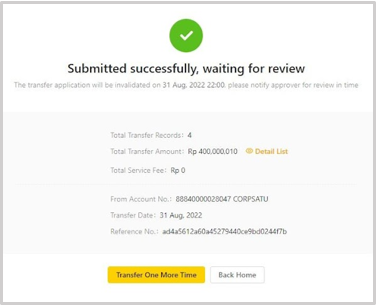 Submitted successfully, waiting for review
The transfer application will be invalidated on 31 Aug, 2022 22:00, please notify approver for review in time
Total Transfer Records: 4
Total Transfer Amount: Rp 400,000,010 Detail List
Total Service Fee: Rp 0
From Account No.: 88840000028047 CORPSATU
Transfer Date: 31 Aug, 2022
Reference No.: ad4a5612a60a45279440ce9bd0244f7b
Transfer One More Time Back Home